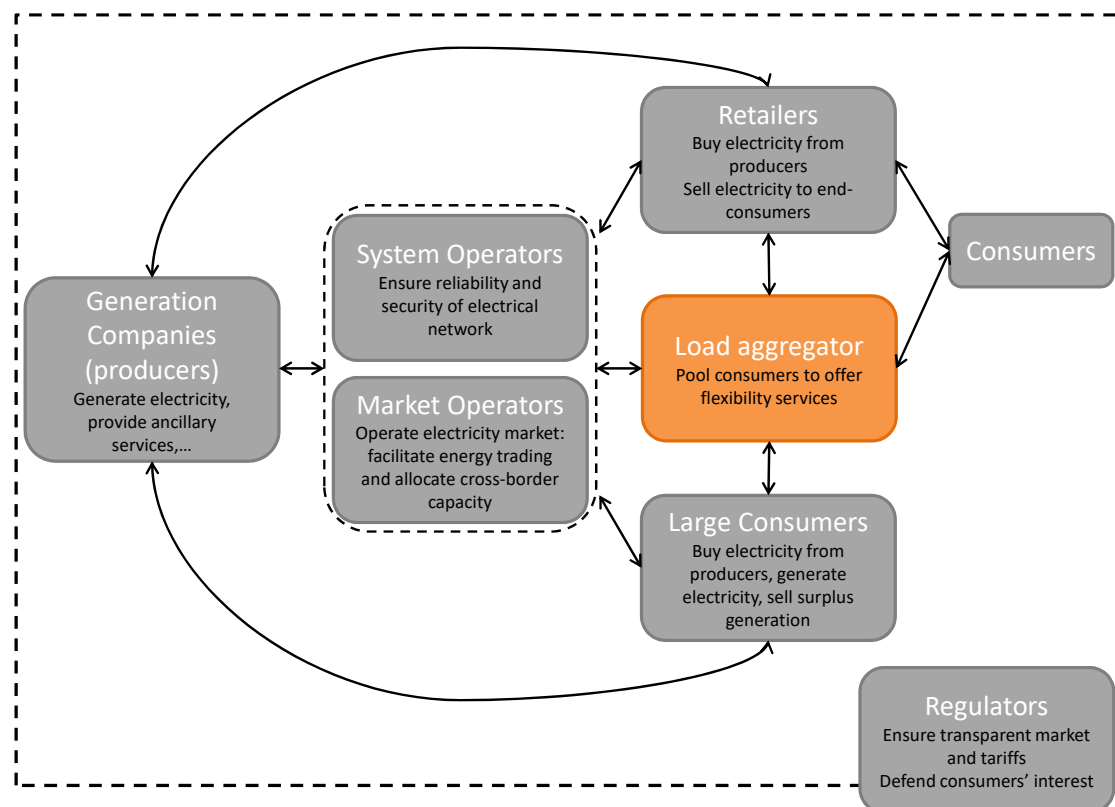 Retailers
Buy electricity from
producers
Sell electricity to end-
consumers
System Operators
Ensure reliability and
security of electrical
network
Consumers
Generation
Companies
(producers)
Generate electricity,
provide ancillary
services,...
Load aggregator
Pool consumers to offer
flexibility services
Market Operators
Operate electricity market:
facilitate energy trading
and allocate cross-border
capacity
Large Consumers
Buy electricity from
producers, generate
electricity, sell surplus
generation
Regulators
Ensure transparent market
and tariffs
Defend consumers’ interest